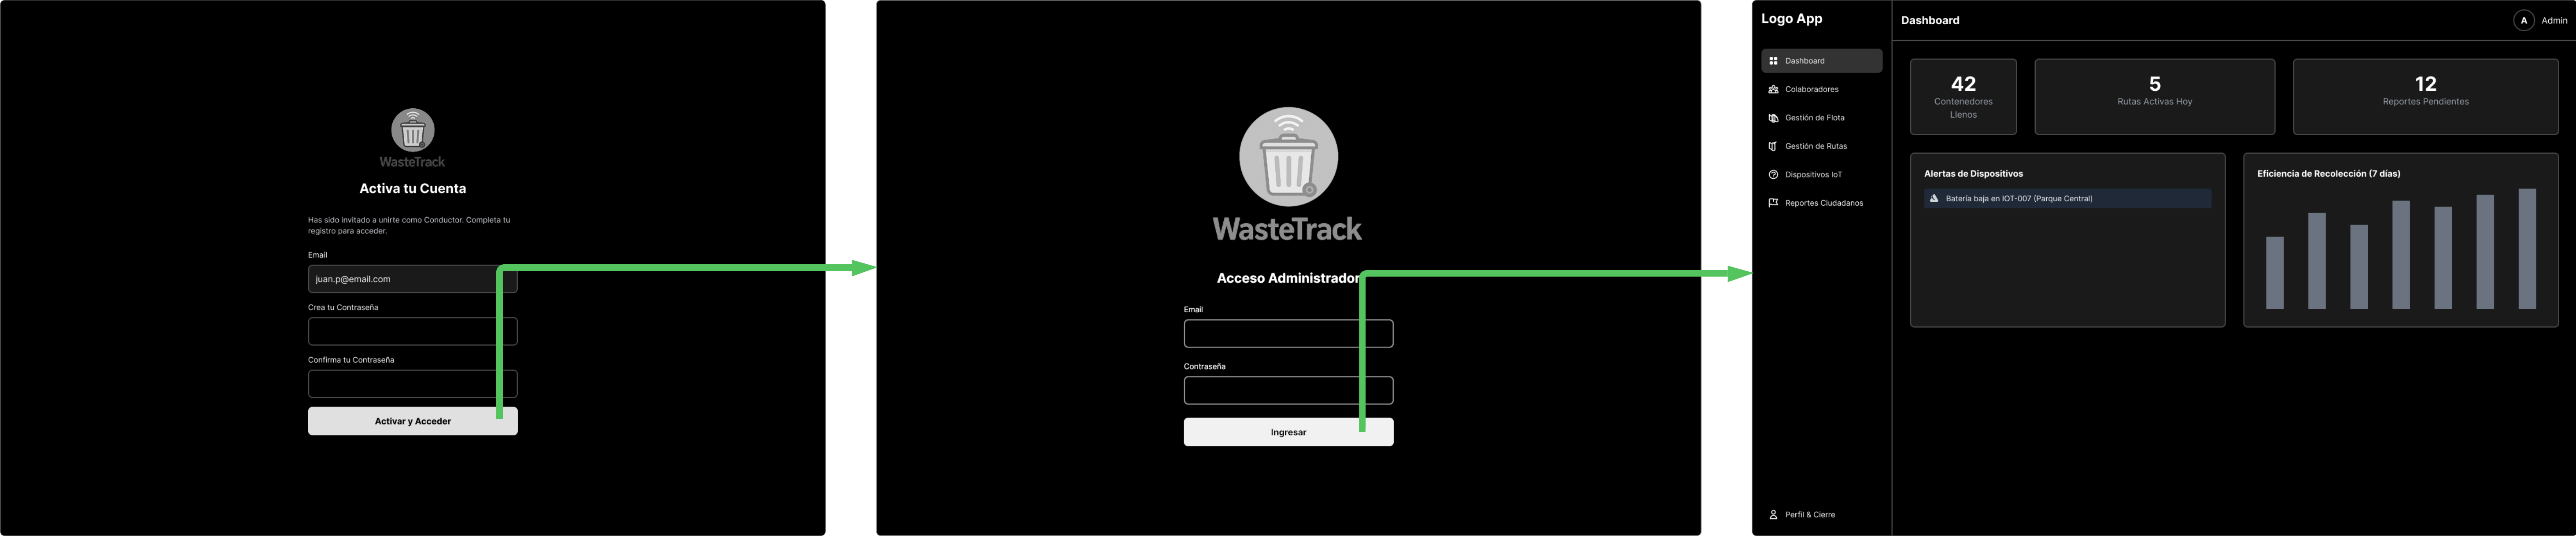 WasteTrack
Activa tu Cuenta
Has sido invitado a unirte como Conductor. Completa tu
registro para acceder.
Email
juan.p@email.com
Crea tu Contraseña
Confirma tu Contraseña
Activar y Acceder
WasteTrack
Acceso Administrador
Email
Contraseña
Ingresar
Logo App
Dashboard
Colaboradores
Gestión de Flota
Gestión de Rutas
Dispositivos IoT
Reportes Ciudadanos
Perfil & Cierre
Dashboard
A Admin
42
Contenedores
Llenos
5
Rutas Activas Hoy
12
Reportes Pendientes
Alertas de Dispositivos
Batería baja en IOT-007 (Parque Central)
Eficiencia de Recolección (7 días)